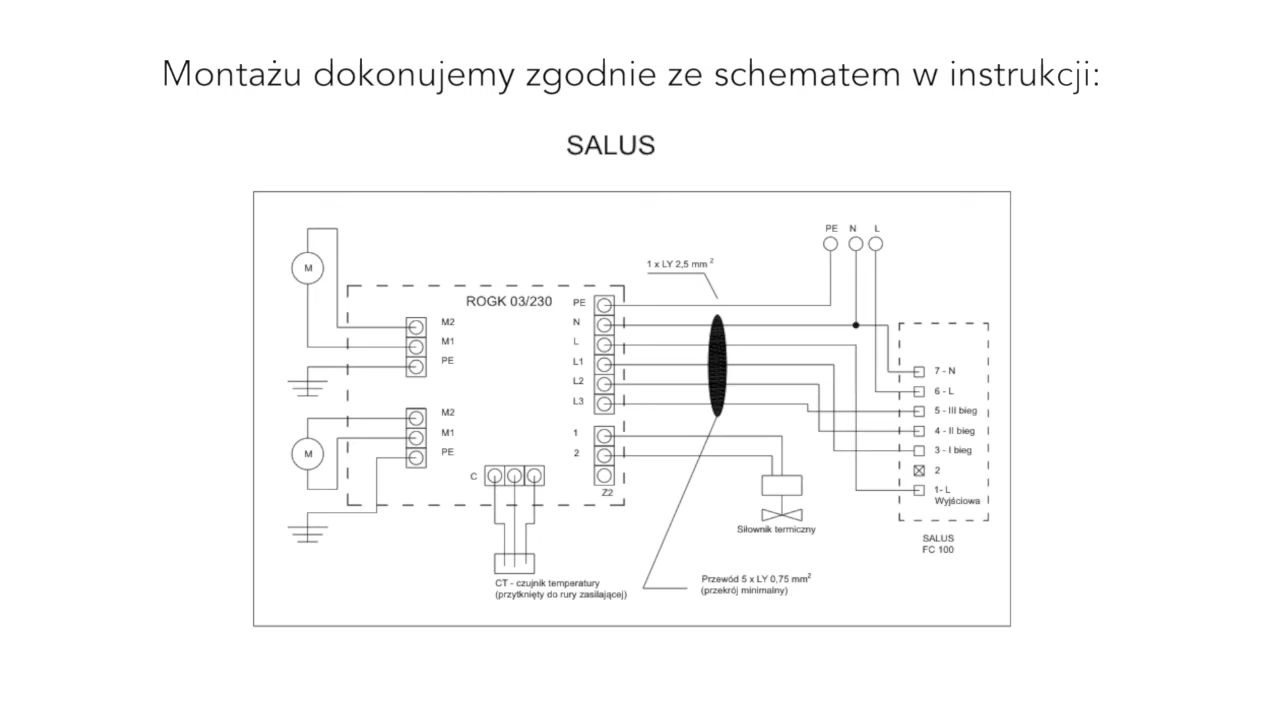 Montażu dokonujemy zgodnie ze schematem w instrukcji:
SALUS
PE N L
1 x LY 2,5 mm²
M
ROGK 03/230
PE
N
L
L1
L2
L3
M2
M1
PE
7 - N
6 - L
5 - III bieg
4 - II bieg
3 - I bieg
2
1- L
Wyjściowa
M2
M1
PE
M
1
2
C
Z2
Siłownik termiczny
SALUS
FC 100
CT - czujnik temperatury
(przytknięty do rury zasilającej)
Przewód 5 x LY 0,75 mm²
(przekrój minimalny)